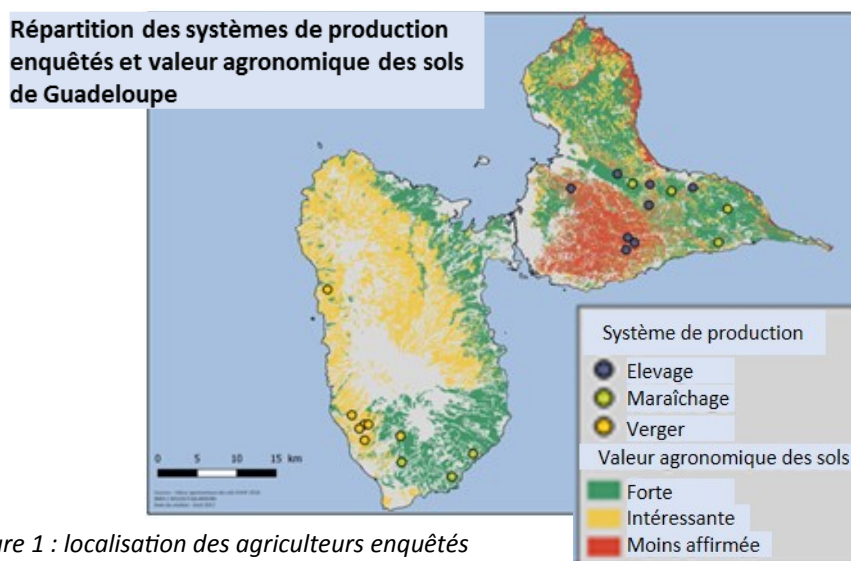 Répartition des systèmes de production
enquêtés et valeur agronomique des sols
de Guadeloupe
Système de production
Elevage
Maraîchage
Verger
Valeur agronomique des sols
Forte
Intéressante
Moins affirmée
0 5 10 15 km
re 1 : localisation des agriculteurs enquêtés